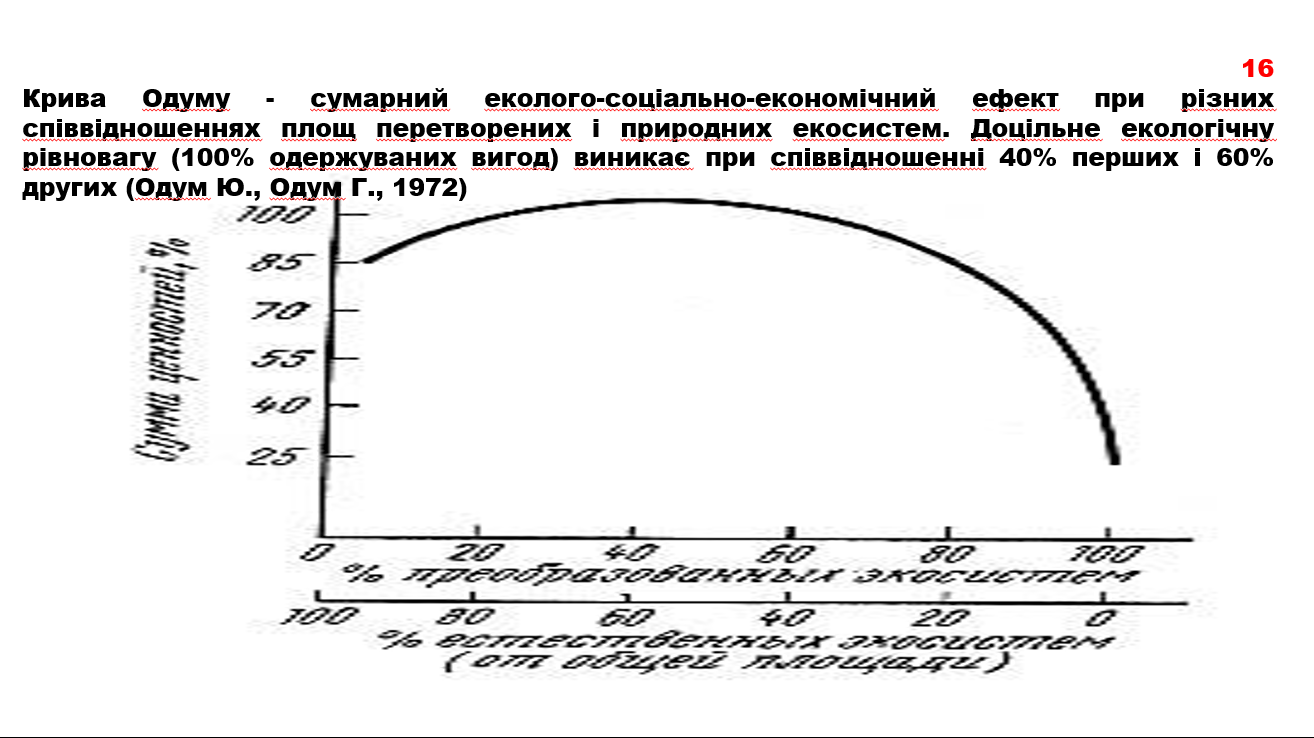 16
Крива Одуму - сумарний еколого-соціально-економічний ефект при різних
співвідношеннях площ перетворених і природних екосистем. Доцільне екологічну
рівновагу (100% одержуваних вигод) виникає при співвідношенні 40% перших і 60%
других (Одум Ю., Одум Г., 1972)
100
85
70
55
40
25
Сумма ценностей,%
0 20 40 60 80 100
% преобразованных экосистем
100 80 60 40 20 0
% естественных экосистем
(от общей площади)